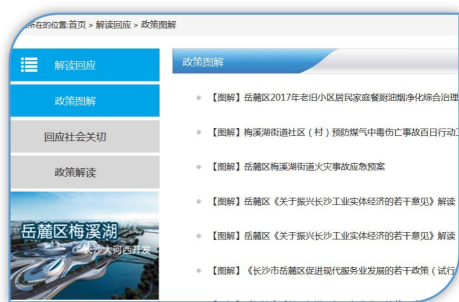 所在的位置:首页 > 解读回应 > 政策图解
解读回应
政策图解
回应社会关切
政策解读
岳麓区梅溪湖
长沙大河西开发
政策图解
【图解】岳麓区2017年老旧小区居民家庭餐厨油烟净化综合治理
【图解】梅溪湖街道社区（村）预防煤气中毒伤亡事故百日行动
【图解】岳麓区梅溪湖街道火灾事故应急预案
【图解】岳麓区《关于振兴长沙工业实体经济的若干意见》解读
【图解】岳麓区《关于振兴长沙工业实体经济的若干意见》解读
【图解】《长沙市岳麓区促进现代服务业发展的若干政策（试行